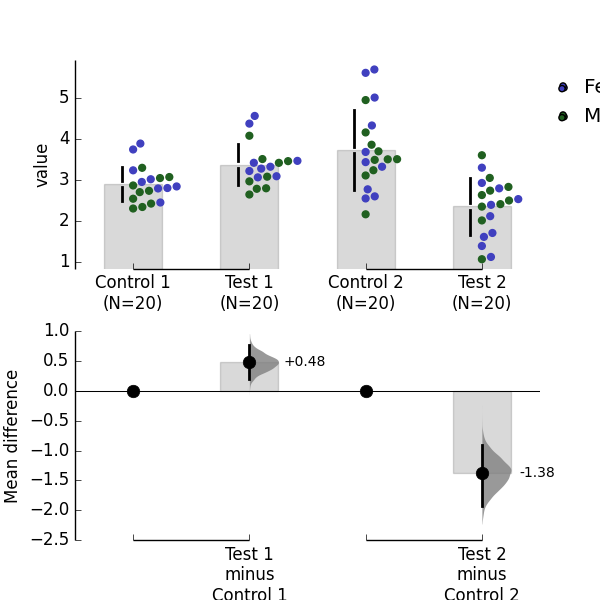 5
4
3
2
1
value
Fe
M
Control 1 Test 1 Control 2 Test 2
(N=20) (N=20) (N=20) (N=20)
1.0
0.5
0.0
−0.5
−1.0
−1.5
−2.0
−2.5
Mean difference
+0.48
-1.38
Test 1 Test 2
minus minus
Control 1 Control 2